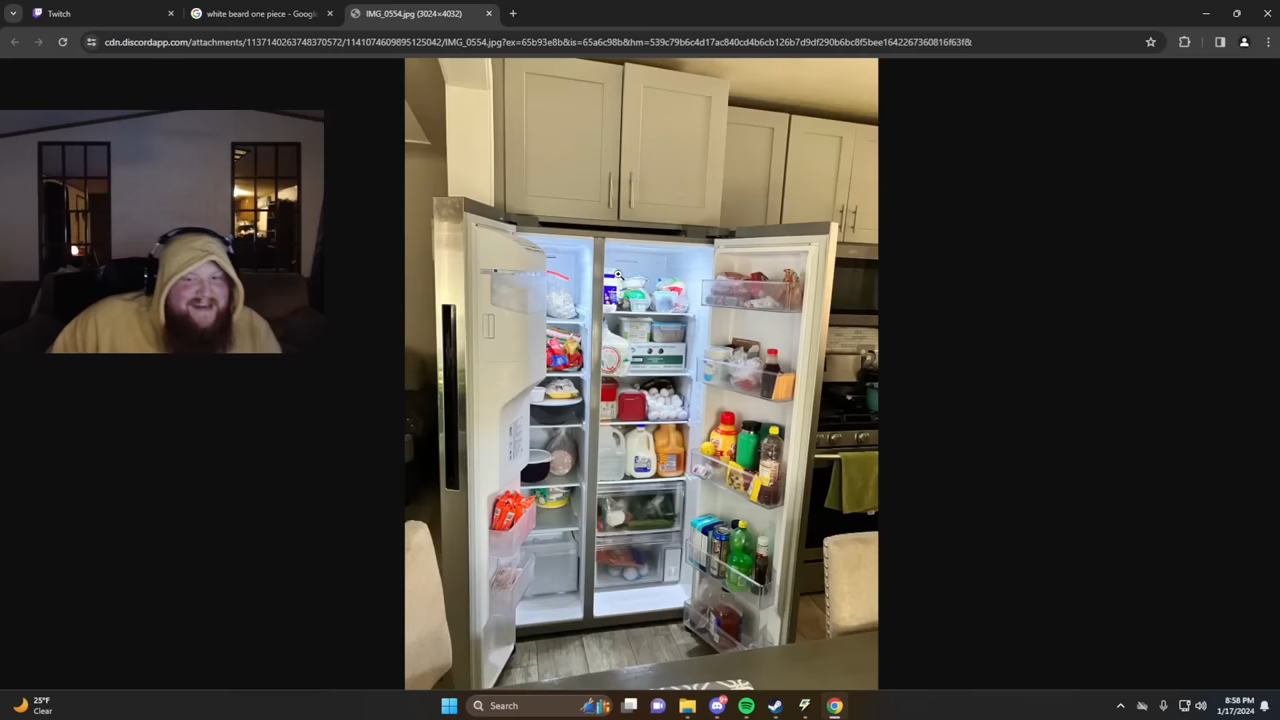 Twitch
white beard one piece - Google
IMG_0554.jpg (3024×4032)
cdn.discordapp.com/attachments/1137140263748370572/1141074609895125042/IMG_0554.jpg?ex=65b93e8b&is=65a6c98b&hm=539c79b6c4d17ac840cd4b6cb126b7d9df290b6bc8f5bee1642267360816f63f&
25°F
Clear
Search
8:58 PM
1/17/2024